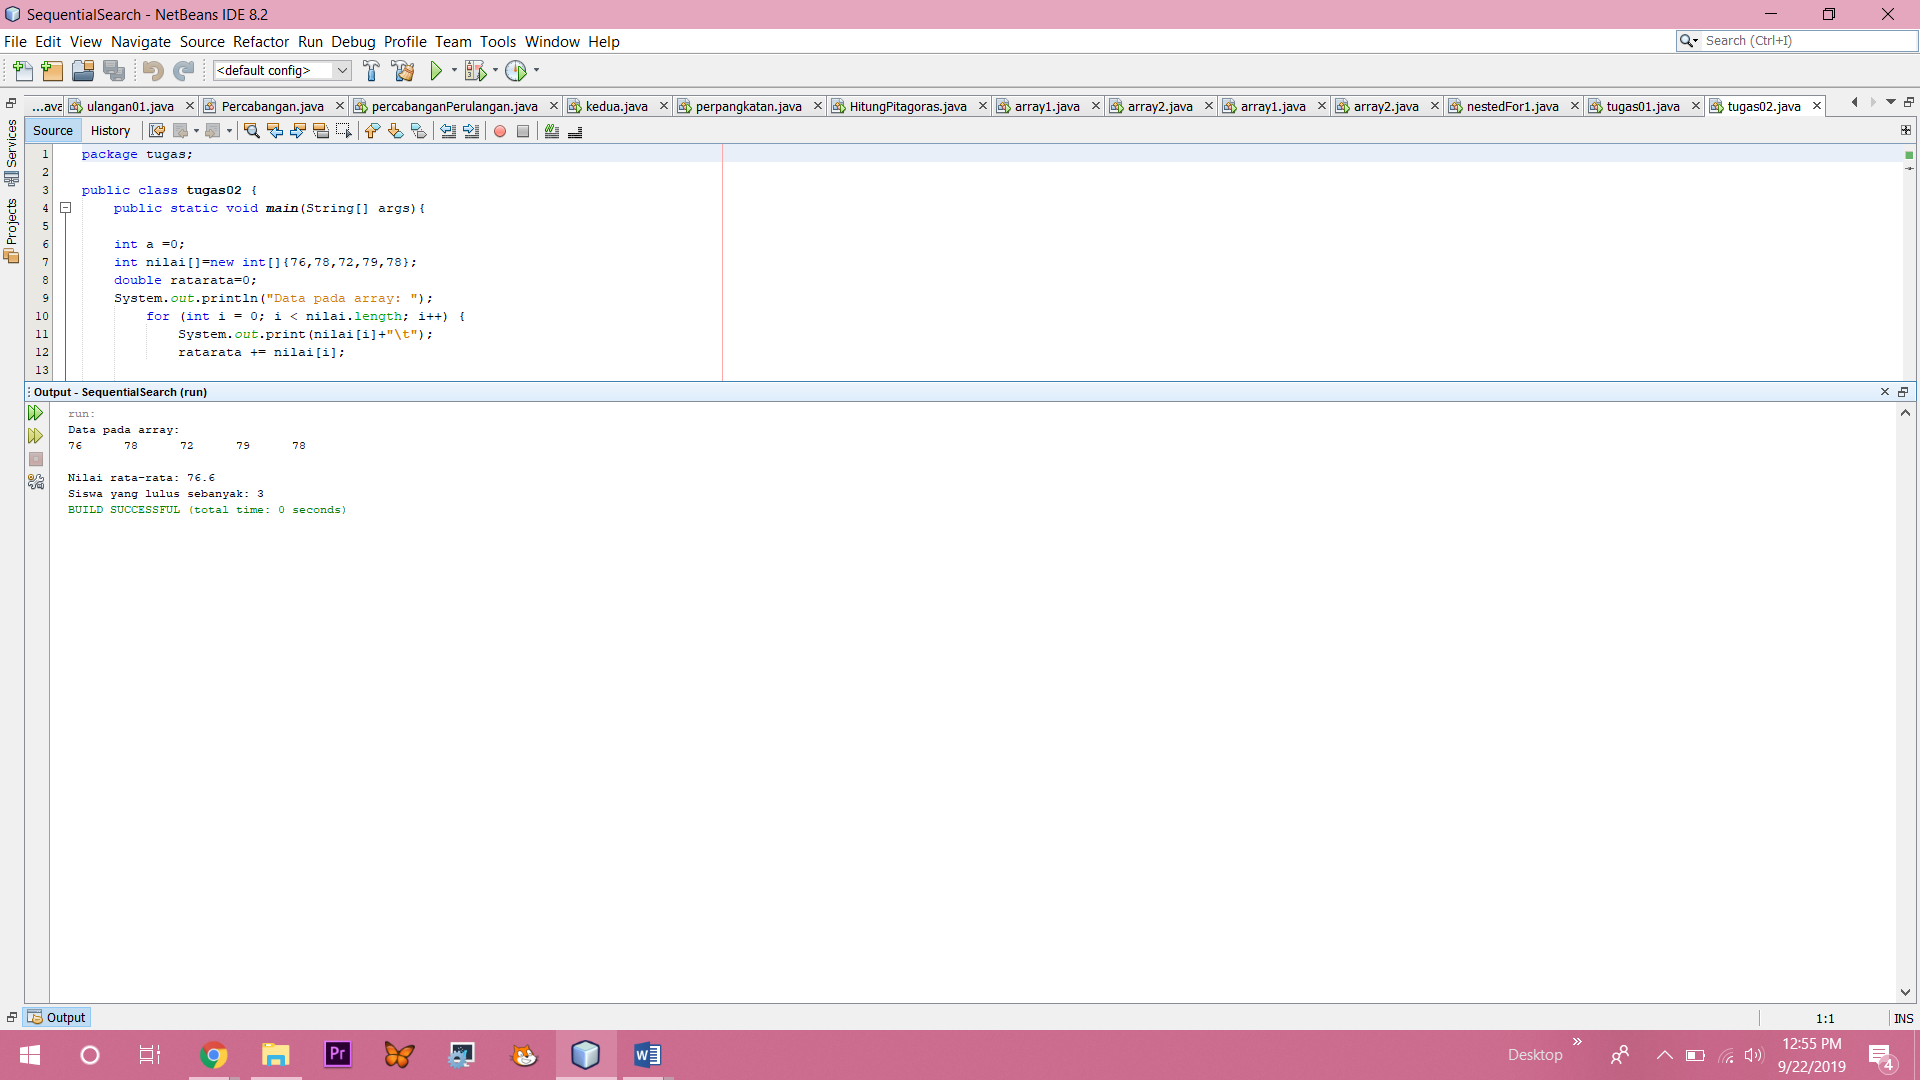 SequentialSearch - NetBeans IDE 8.2
File Edit View Navigate Source Refactor Run Debug Profile Team Tools Window Help
Search (Ctrl+I)
<default config>
...ava ulangan01.java Percabangan.java percabanganPerulangan.java kedua.java perpangkatan.java HitungPitagoras.java array1.java array2.java array1.java array2.java nestedFor1.java tugas01.java tugas02.java
Source History
Services
Projects
1 package tugas;
2
3 public class tugas02 {
4 public static void main(String[] args){
5
6 int a =0;
7 int nilai[]=new int[]{76,78,72,79,78};
8 double ratarata=0;
9 System.out.println("Data pada array: ");
10 for (int i = 0; i < nilai.length; i++) {
11 System.out.print(nilai[i]+"\t");
12 ratarata += nilai[i];
13
Output - SequentialSearch (run)
run:
Data pada array:
76 78 72 79 78
Nilai rata-rata: 76.6
Siswa yang lulus sebanyak: 3
BUILD SUCCESSFUL (total time: 0 seconds)
Output
1:1 INS
Pr
Desktop
12:55 PM
9/22/2019
4